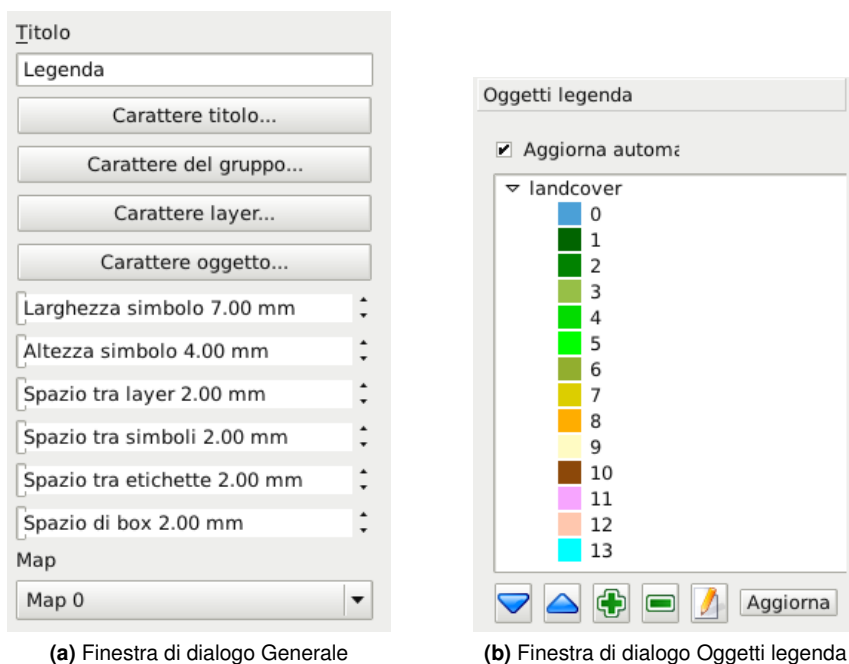 Titolo
Legenda
Carattere titolo...
Carattere del gruppo...
Carattere layer...
Carattere oggetto...
Larghezza simbolo 7.00 mm
Altezza simbolo 4.00 mm
Spazio tra layer 2.00 mm
Spazio tra simboli 2.00 mm
Spazio tra etichette 2.00 mm
Spazio di box 2.00 mm
Map
Map 0
(a) Finestra di dialogo Generale
Oggetti legenda
Aggiorna automa
landcover
0
1
2
3
4
5
6
7
8
9
10
11
12
13
Aggiorna
(b) Finestra di dialogo Oggetti legenda